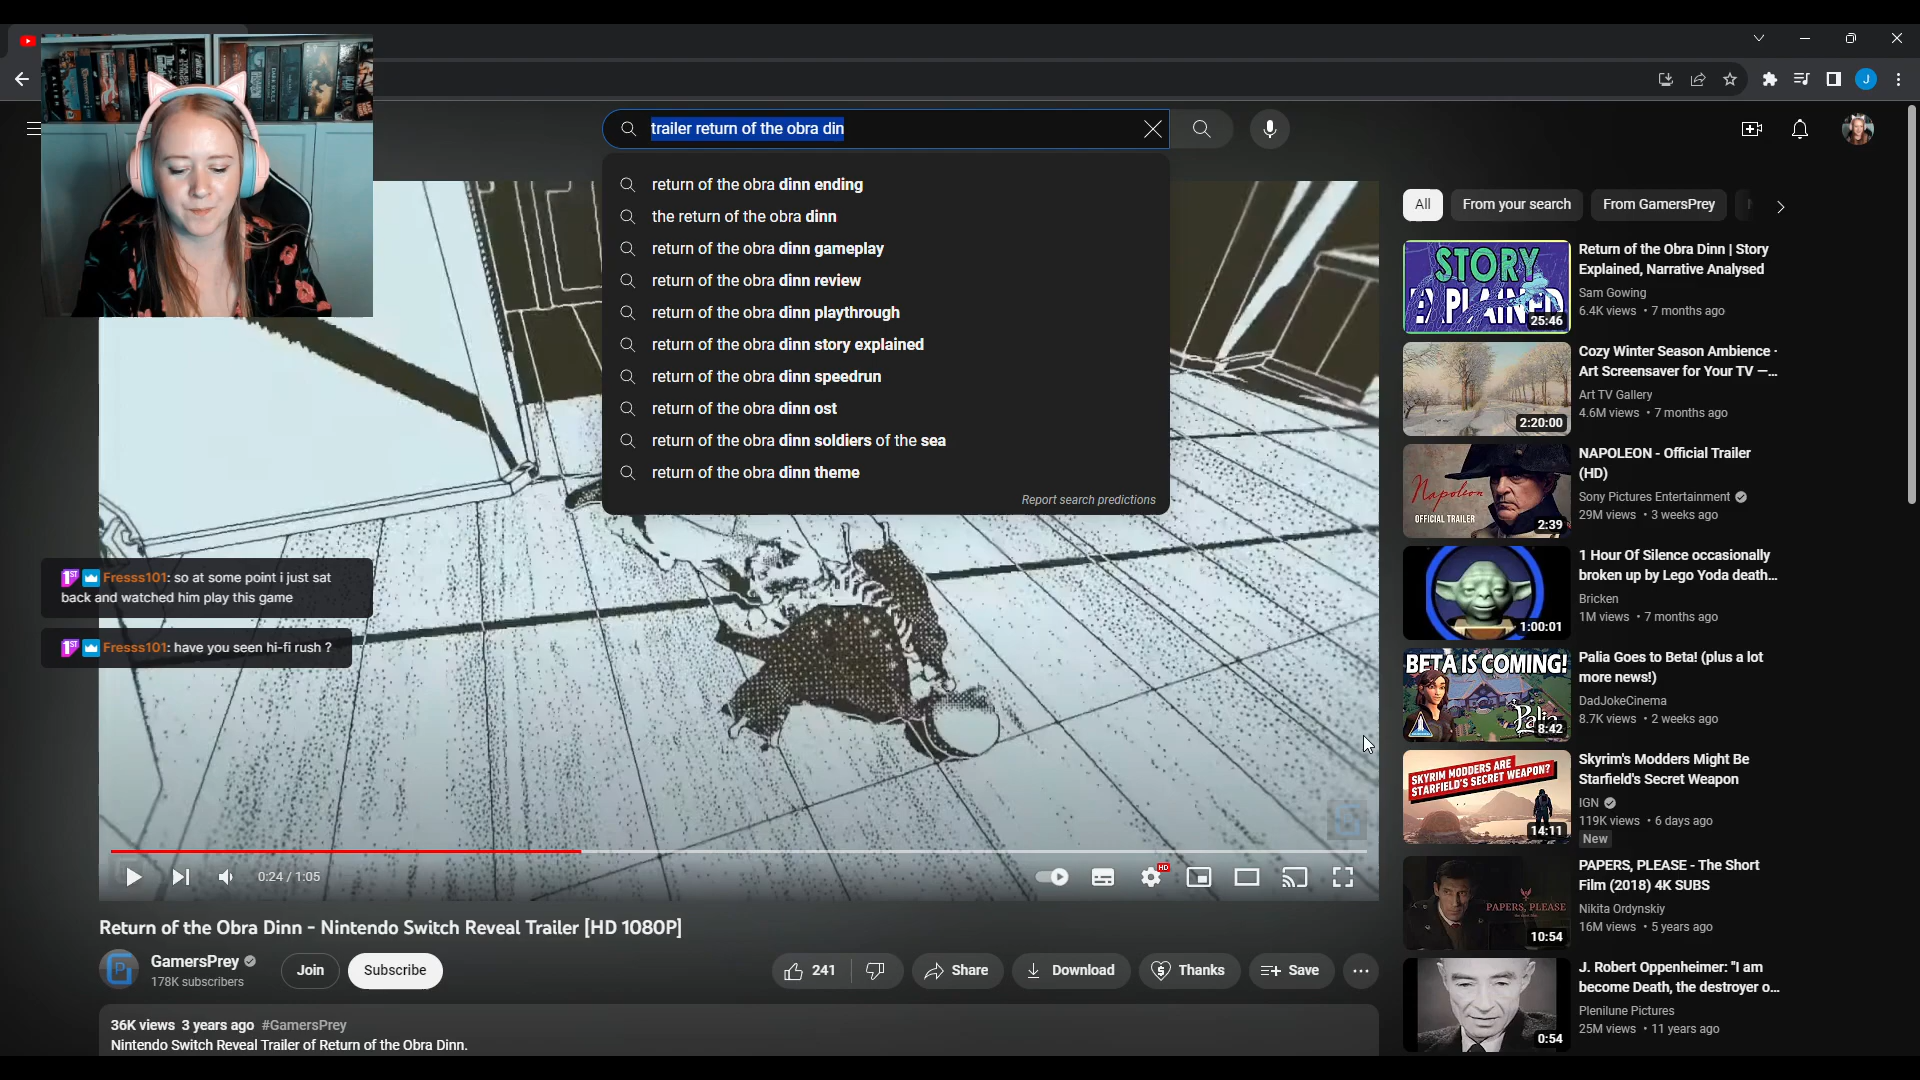 J
trailer return of the obra din
return of the obra dinn ending
the return of the obra dinn
return of the obra dinn gameplay
return of the obra dinn review
return of the obra dinn playthrough
return of the obra dinn story explained
return of the obra dinn speedrun
return of the obra dinn ost
return of the obra dinn soldiers of the sea
return of the obra dinn theme
Report search predictions
1ST Fresss101: so at some point i just sat
back and watched him play this game
1ST Fresss101: have you seen hi-fi rush ?
0:24 / 1:05
HD
Return of the Obra Dinn - Nintendo Switch Reveal Trailer [HD 1080P]
GamersPrey
178K subscribers
Join
Subscribe
241
Share
Download
Thanks
Save
36K views 3 years ago #GamersPrey
Nintendo Switch Reveal Trailer of Return of the Obra Dinn.
All
From your search
From GamersPrey
STORY
EXPLAINED
25:46
Return of the Obra Dinn | Story
Explained, Narrative Analysed
Sam Gowing
6.4K views • 7 months ago
2:20:00
Cozy Winter Season Ambience ·
Art Screensaver for Your TV —...
Art TV Gallery
4.6M views • 7 months ago
Napoleon
OFFICIAL TRAILER
2:39
NAPOLEON - Official Trailer
(HD)
Sony Pictures Entertainment
29M views • 3 weeks ago
1:00:01
1 Hour Of Silence occasionally
broken up by Lego Yoda death...
Bricken
1M views • 7 months ago
BETA IS COMING!
Palia
8:42
Palia Goes to Beta! (plus a lot
more news!)
DadJokeCinema
8.7K views • 2 weeks ago
SKYRIM MODDERS ARE
STARFIELD'S SECRET WEAPON?
14:11
Skyrim's Modders Might Be
Starfield's Secret Weapon
IGN
119K views • 6 days ago
New
PAPERS, PLEASE
10:54
PAPERS, PLEASE - The Short
Film (2018) 4K SUBS
Nikita Ordynskiy
16M views • 5 years ago
0:54
J. Robert Oppenheimer: "I am
become Death, the destroyer o...
Plenilune Pictures
25M views • 11 years ago